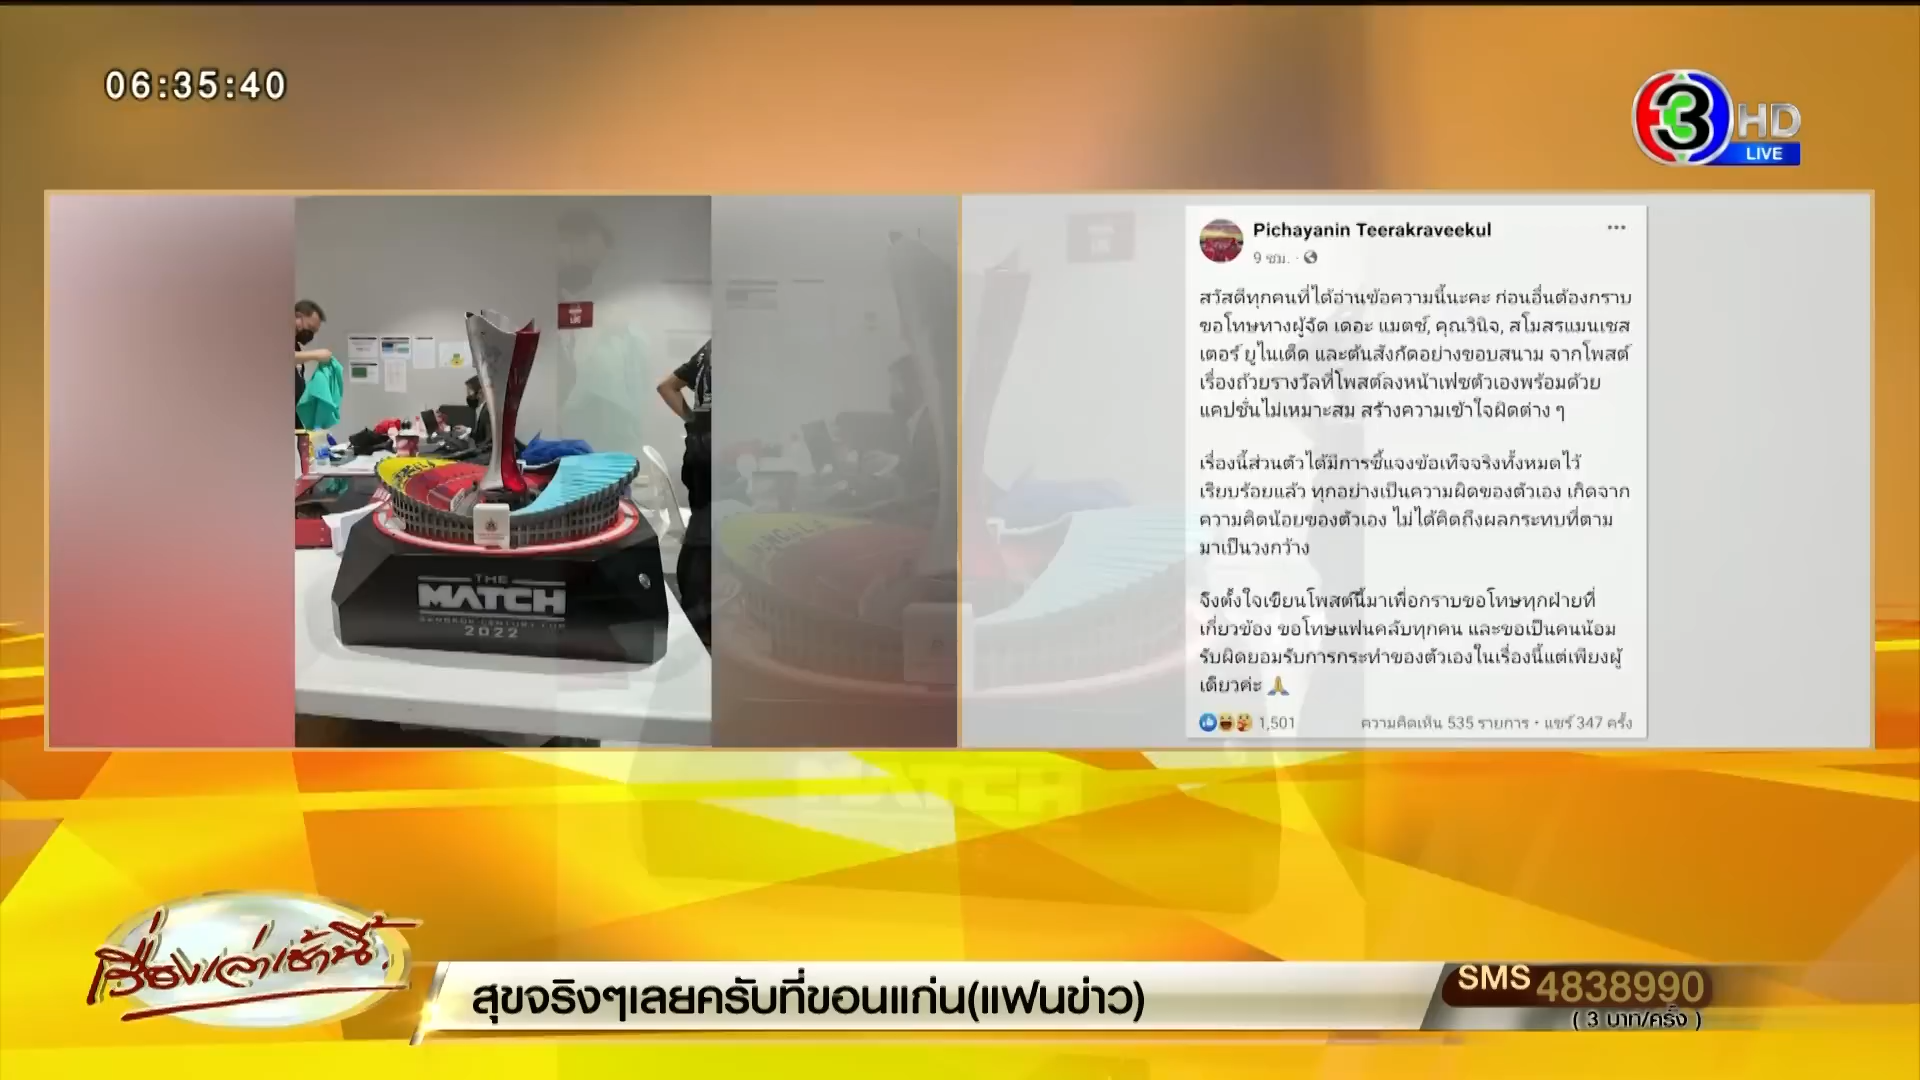 06:35:40
3 HD
LIVE
THE
MATCH
BANGKOK CENTURY CUP
2022
Pichayanin Teerakraveekul
9 ชม. ·
สวัสดีทุกคนที่ได้อ่านข้อความนี้นะคะ ก่อนอื่นต้องกราบ
ขอโทษทางผู้จัด เดอะ แมตช์, คุณวินิจ, สโมสรแมนเชส
เตอร์ ยูไนเต็ด และต้นสังกัดอย่างขอบสนาม จากโพสต์
เรื่องถ้วยรางวัลที่โพสต์ลงหน้าเฟซตัวเองพร้อมด้วย
แคปชั่นไม่เหมาะสม สร้างความเข้าใจผิดต่าง ๆ
เรื่องนี้ส่วนตัวได้มีการชี้แจงข้อเท็จจริงทั้งหมดไว้
เรียบร้อยแล้ว ทุกอย่างเป็นความผิดของตัวเอง เกิดจาก
ความคิดน้อยของตัวเอง ไม่ได้คิดถึงผลกระทบที่ตาม
มาเป็นวงกว้าง
จึงตั้งใจเขียนโพสต์นี้มาเพื่อกราบขอโทษทุกฝ่ายที่
เกี่ยวข้อง ขอโทษแฟนคลับทุกคน และขอเป็นคนน้อม
รับผิดยอมรับการกระทำของตัวเองในเรื่องนี้แต่เพียงผู้
เดียวค่ะ 🙏
1,501 ความคิดเห็น 535 รายการ • แชร์ 347 ครั้ง
เรื่องเล่าเช้านี้
สุขจริงๆเลยครับที่ขอนแก่น(แฟนข่าว)
SMS 4838990
( 3 บาท/ครั้ง )